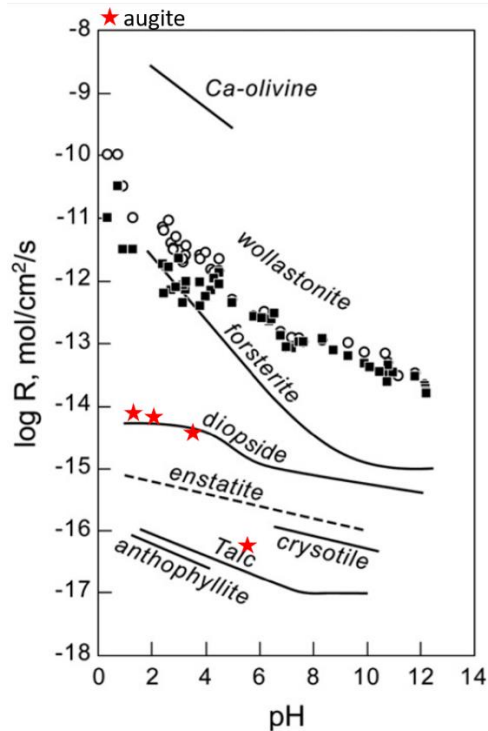 ★ augite
-8
-9
-10
-11
-12
-13
-14
-15
-16
-17
-18
log R, mol/cm²/s
Ca-olivine
wollastonite
forsterite
diopside
enstatite
crysotile
Talc
anthophyllite
0 2 4 6 8 10 12 14
pH